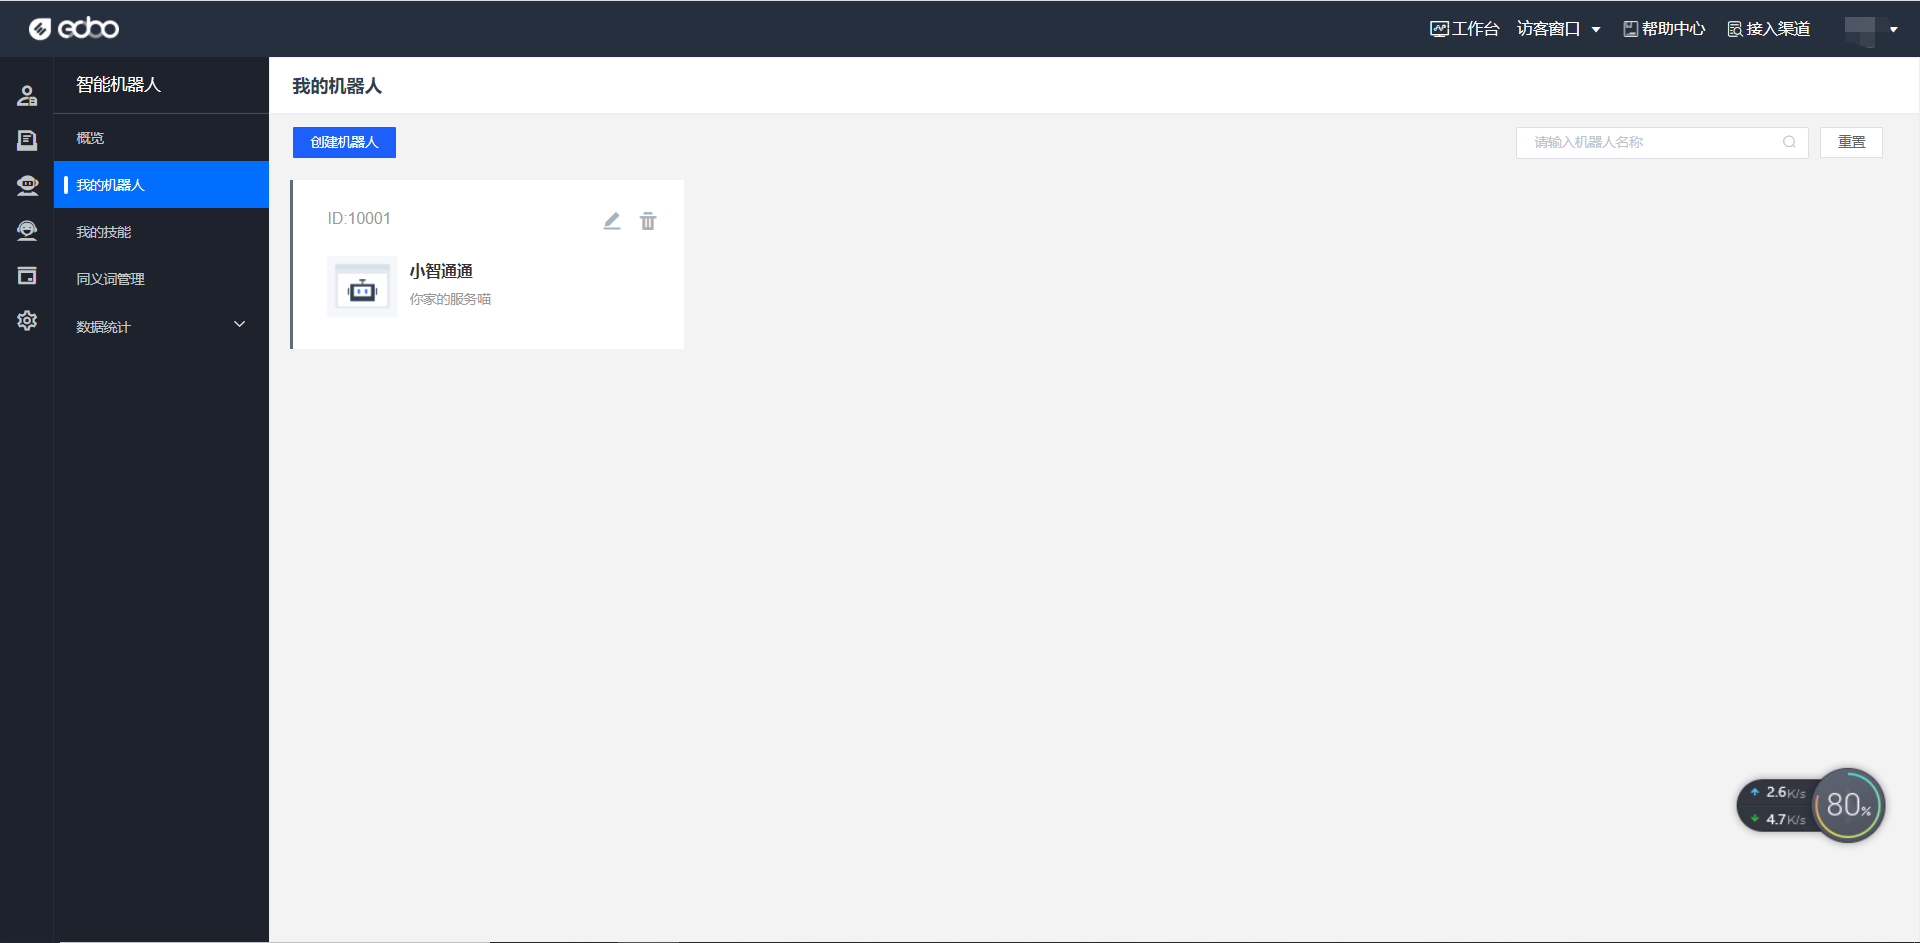 edbo
工作台
访客窗口
帮助中心
接入渠道
智能机器人
概览
我的机器人
我的技能
同义词管理
数据统计
我的机器人
创建机器人
请输入机器人名称
重置
ID:10001
小智通通
你家的服务喵
2.6K/s
4.7K/s
80%